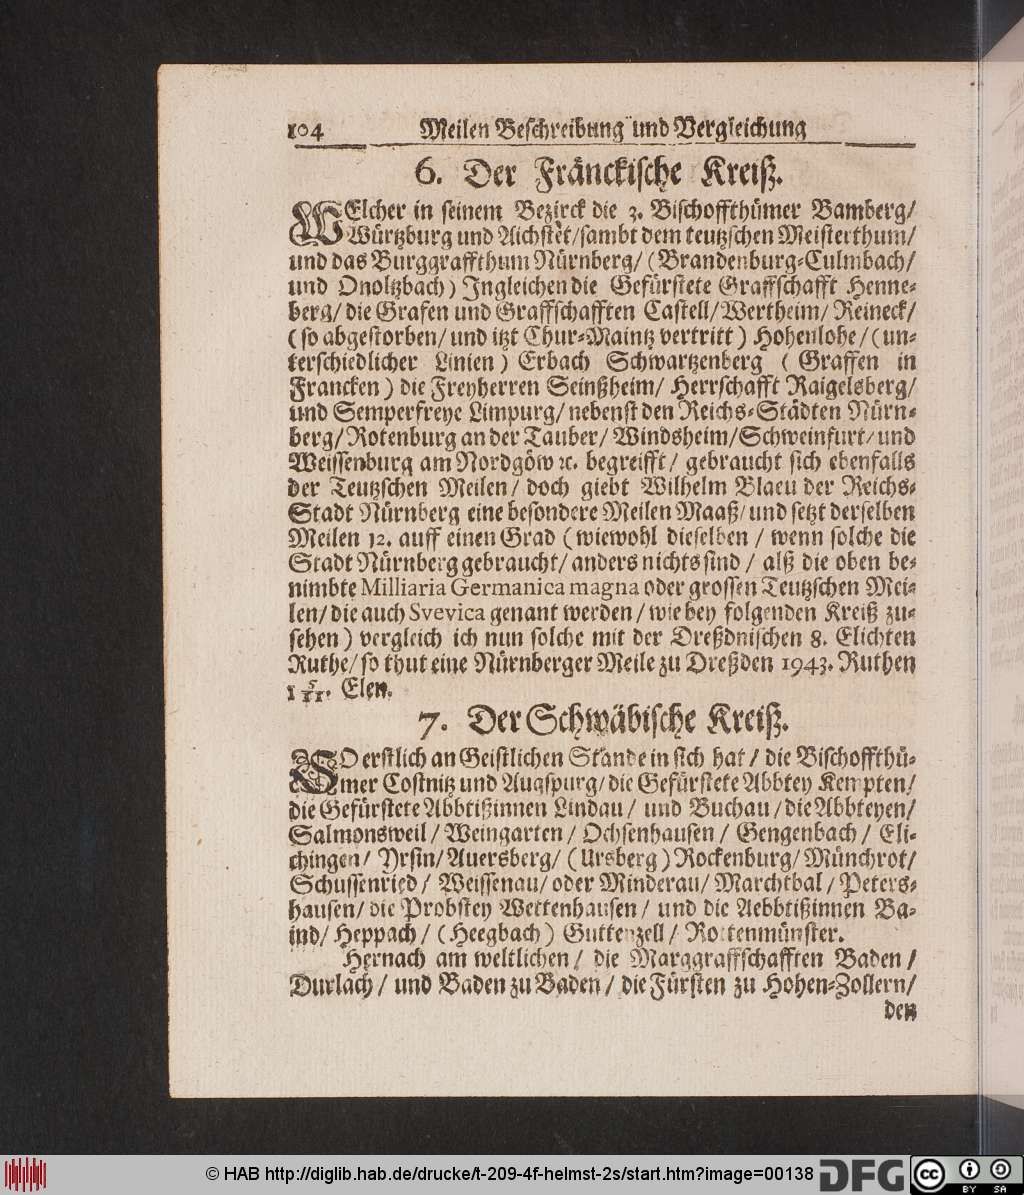 104 Meilen Beschreibung und Vergleichung
6. Der Fränckische Kreiß.
WElcher in seinem Bezirck die 3. Bischoffthümer Bamberg/
Würtzburg und Aichstet/sambt dem teutzschen Meisterthum/
und das Burggraffthum Nürnberg/ (Brandenburg-Culmbach/
und Onoltzbach) Ingleichen die Gefürstete Graffschafft Henne-
berg/ die Grafen und Graffschafften Castell/Wertheim/ Reineck/
(so abgestorben/ und itzt Chur-Maintz vertritt) Hohenlohe/ (un-
terschiedlicher Linien) Erbach Schwartzenberg (Graffen in
Francken) die Freyherren Seinßheim/ Herrschafft Raigelsberg/
und Semperfreye Limpurg/ nebenst den Reichs-Städten Nürn-
berg/ Rotenburg an der Tauber/ Windsheim/Schweinfurt/ und
Weissenburg am Nordgöw ꝛc. begreifft/ gebraucht sich ebenfalls
der Teutzschen Meilen/ doch giebt Wilhelm Blaeu der Reichs-
Stadt Nürnberg eine besondere Meilen Maaß/ und setzt derselben
Meilen 12. auff einen Grad (wiewohl dieselben / wenn solche die
Stadt Nürnberg gebraucht/ anders nichts sind / alß die oben be-
nimbte Milliaria Germanica magna oder grossen Teutzschen Mei-
len/ die auch Svevica genant werden/ wie bey folgenden Kreiß zu-
sehen) vergleich ich nun solche mit der Dreßdnischen 8. Elichten
Ruthe/ so thut eine Nürnberger Meile zu Dreßden 1943. Ruthen
1 5/11. Elen.
7. Der Schwäbische Kreiß.
SO erstlich an Geistlichen Stande in sich hat / die Bischoffthü-
mer Costnitz und Augspurg/ die Gefürstete Abbtey Kempten/
die Gefürstete Abbtißinnen Lindau/ und Buchau/ die Abbteyen/
Salmonsweil / Weingarten / Ochsenhausen / Gengenbach / Eli-
chingen/ Yrsin/ Auersberg/ (Ursberg) Rockenburg/ Münchrot/
Schussenried/ Weissenau/ oder Minderau/ Marchthal / Peters-
hausen/ die Probstey Wettenhausen / und die Aebbtißinnen Ba-
ind/ Heppach/ (Heegbach) Guttenzell/ Rottenmünster.
Hernach am weltlichen/ die Marggraffschafften Baden /
Durlach / und Baden zu Baden / die Fürsten zu Hohen-Zollern/
den
© HAB http://diglib.hab.de/drucke/t-209-4f-helmst-2s/start.htm?image=00138 DFG cc BY SA